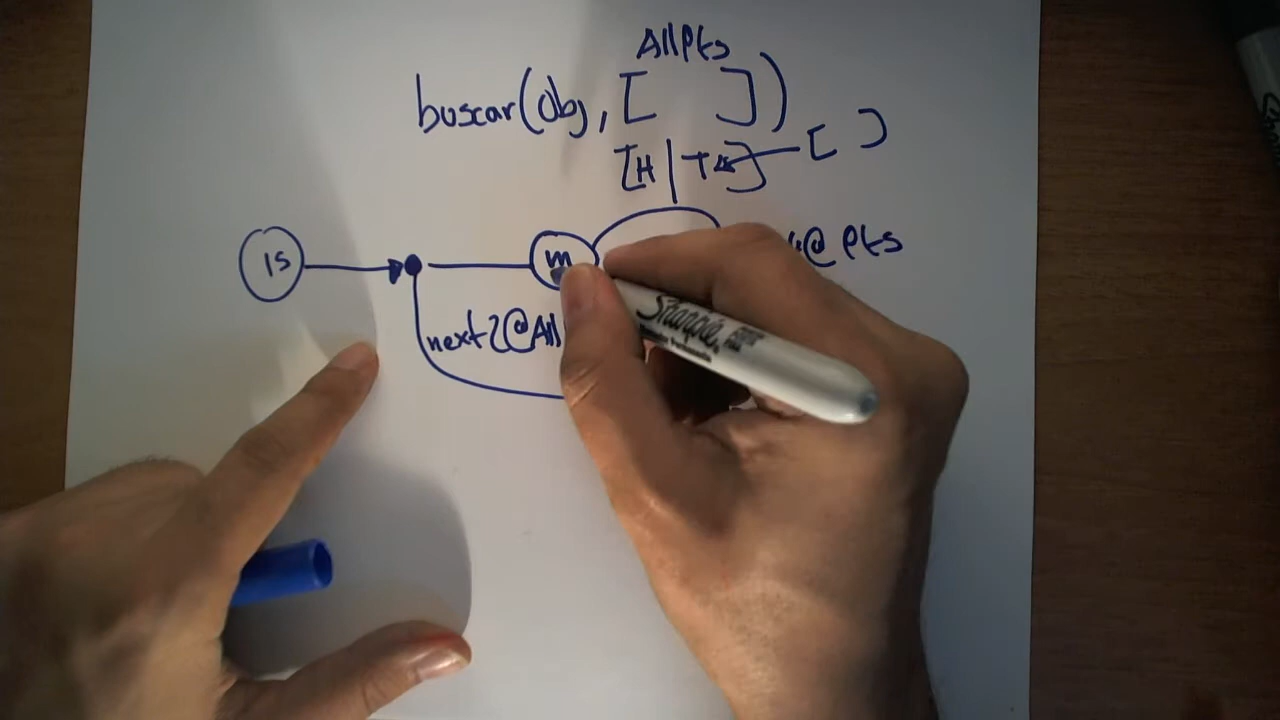 AllPts
buscar(Obj, [ ])
[H|T] [ ]
is
m
@ Pts
next2@All
Sharpie